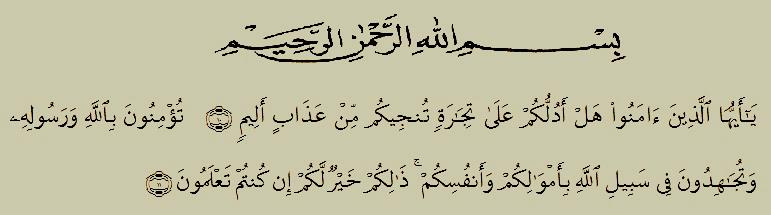 بِسْمِ اللهِ الرَّحْمٰنِ الرَّحِيمِ
يَـٰٓأَيُّهَا ٱلَّذِينَ ءَامَنُوا۟ هَلْ أَدُلُّكُمْ عَلَىٰ تِجَـٰرَةٍ تُنجِيكُم مِّنْ عَذَابٍ أَلِيمٍ ١٠ تُؤْمِنُونَ بِٱللَّهِ وَرَسُولِهِۦ
وَتُجَـٰهِدُونَ فِى سَبِيلِ ٱللَّهِ بِأَمْوَٰلِكُمْ وَأَنفُسِكُمْ ۚ ذَٰلِكُمْ خَيْرٌ لَّكُمْ إِن كُنتُمْ تَعْلَمُونَ ١١